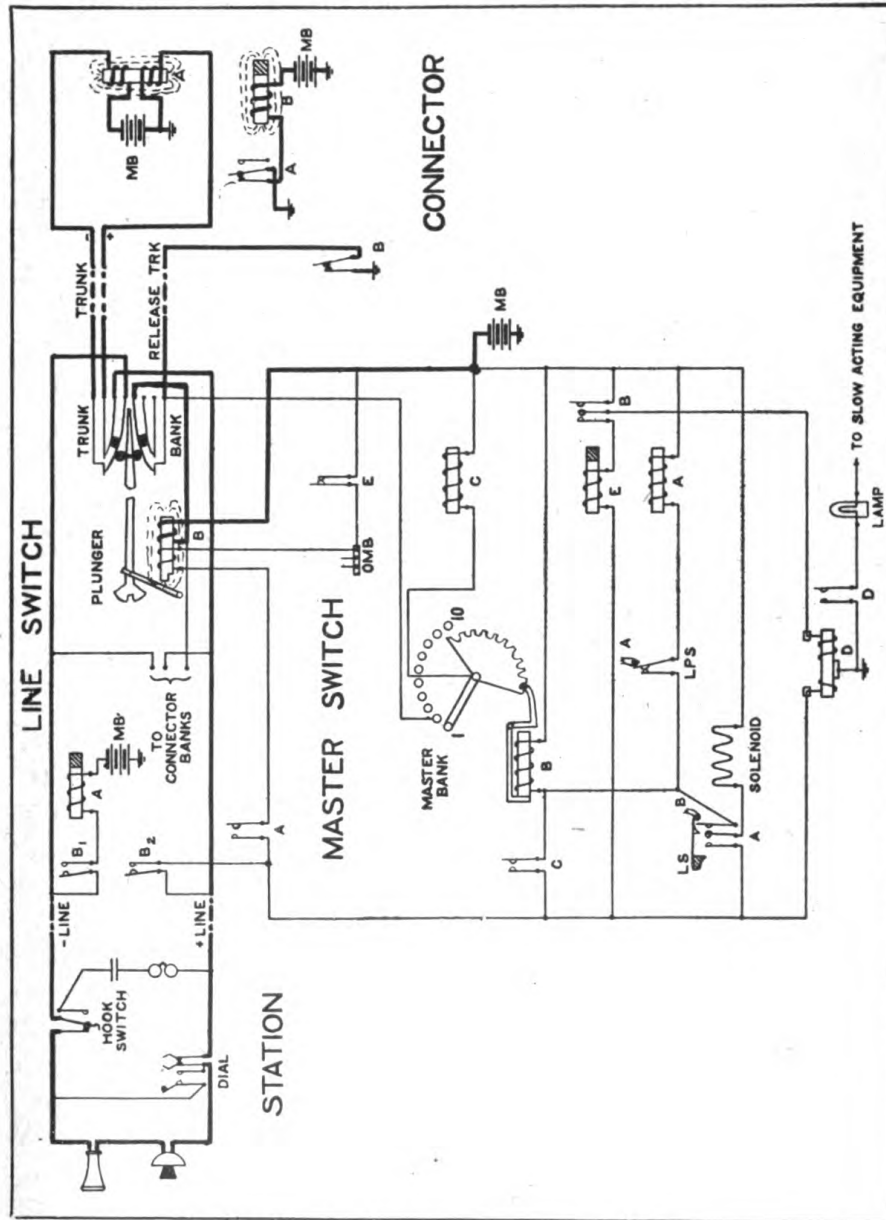 LINE SWITCH
STATION
HOOK
SWITCH
DIAL
-LINE
+LINE
B1
B2
A
MB
TO
CONNECTOR
BANKS
A
PLUNGER
B
TRUNK
BANK
TRUNK
-
+
RELEASE TRK
MB
A
A
B
MB
B
CONNECTOR
MASTER SWITCH
OMB
E
C
MB
MASTER
BANK
1
10
B
C
A
LPS
E
A
B
LS
B
A
SOLENOID
D
D
LAMP
TO SLOW ACTING EQUIPMENT